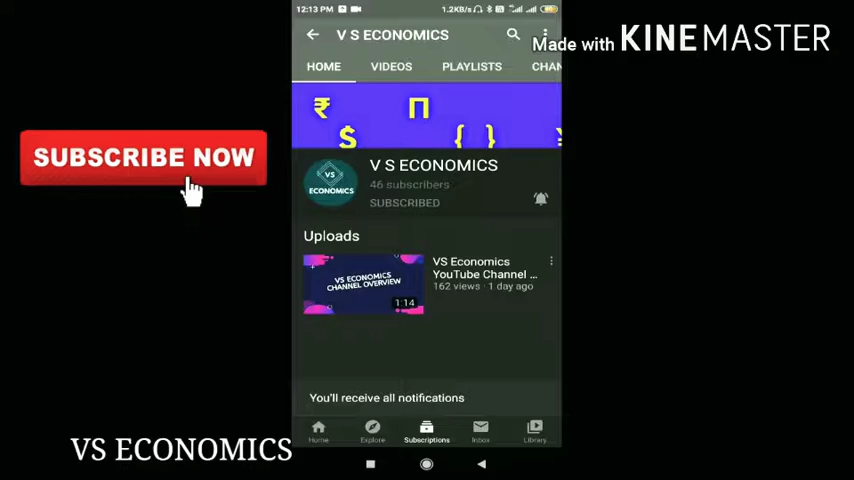 12:13 PM
1.2KB/s
V S ECONOMICS
Made with KINEMASTER
HOME VIDEOS PLAYLISTS CHAN
₹ П
$ { }
SUBSCRIBE NOW
VS
ECONOMICS
V S ECONOMICS
46 subscribers
SUBSCRIBED
Uploads
VS ECONOMICS
CHANNEL OVERVIEW
1:14
VS Economics
YouTube Channel ...
162 views · 1 day ago
You'll receive all notifications
Home Explore Subscriptions Inbox Library
VS ECONOMICS